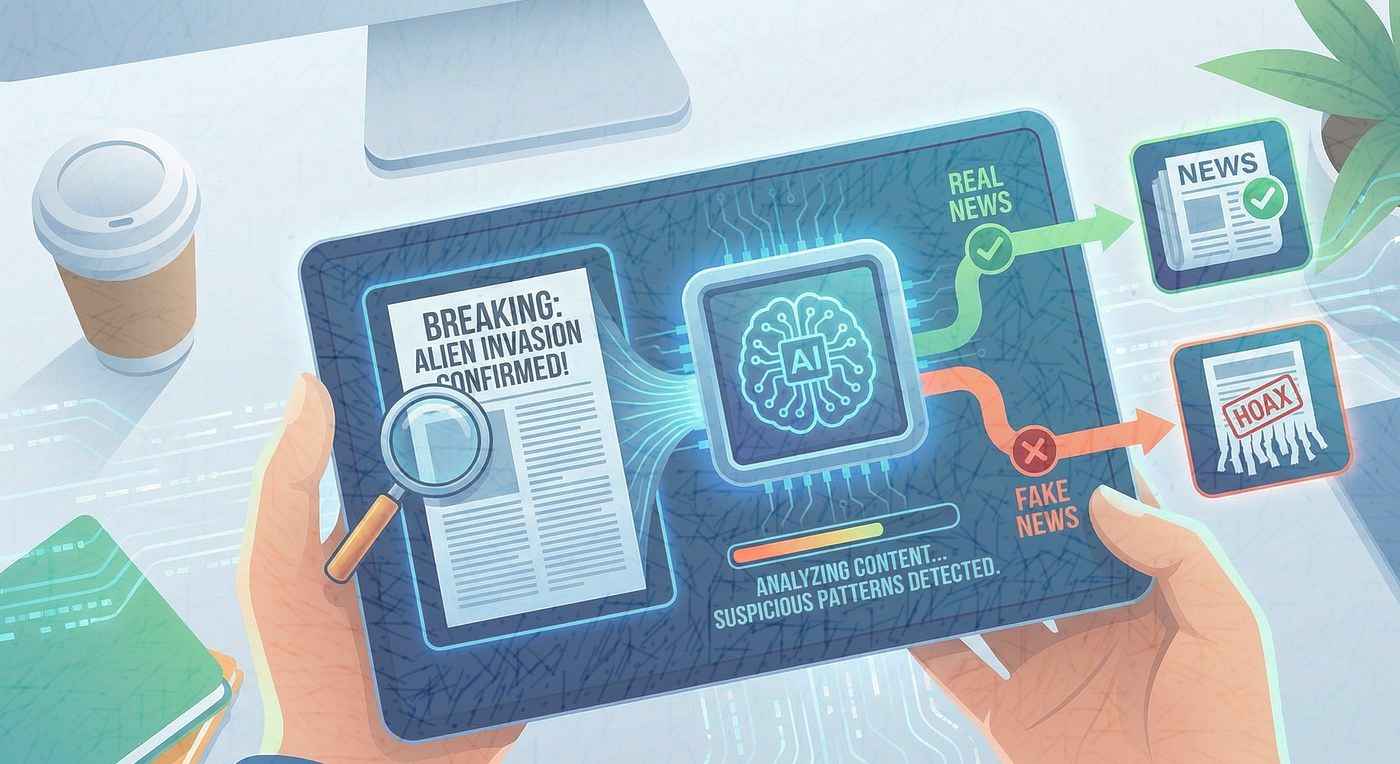 BREAKING:
ALIEN INVASION
CONFIRMED!
AI
REAL
NEWS
NEWS
HOAX
FAKE
NEWS
ANALYZING CONTENT...
SUSPICIOUS PATTERNS DETECTED.